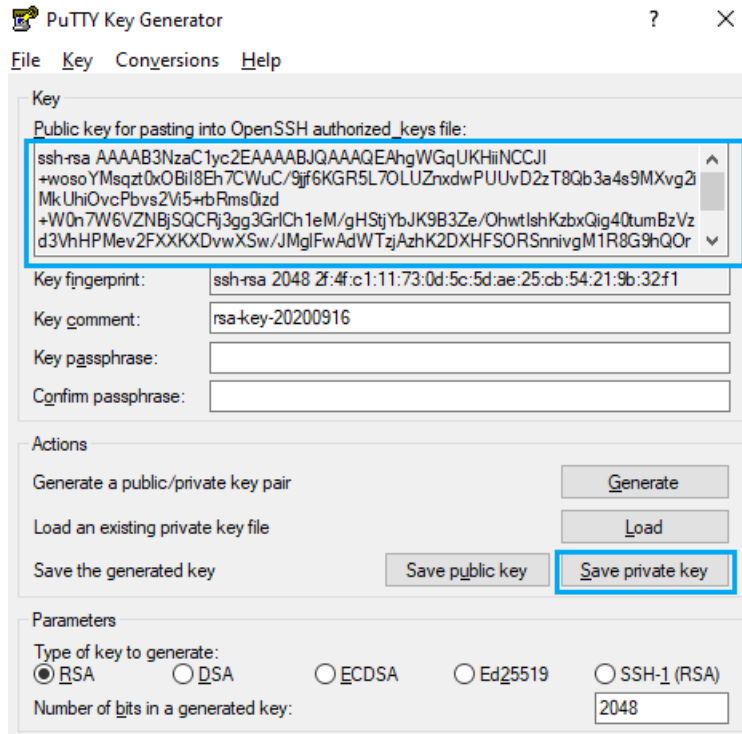 PuTTY Key Generator
?
File Key Conversions Help
Key
Public key for pasting into OpenSSH authorized_keys file:
ssh-rsa AAAAB3NzaC1yc2EAAAABJQAAAQEAhgWGqUKHiiNCCJl
+wosoYMsqzt0xOBiI8Eh7CWuC/9jjf6KGR5L7OLUZnxdwPUUvD2zT8Qb3a4s9MXvg2i
MkUhiOvcPbvs2Vi5+rbRms0izd
+W0n7W6VZNBjSQCRj3gg3GrlCh1eM/gHStjYbJK9B3Ze/OhwtIshKzbxQig40tumBzVz
d3VhHPMev2FXXKXDvwXSw/JMglFwAdWTzjAzhK2DXHFSORSnnivgM1R8G9hQOr
Key fingerprint:
ssh-rsa 2048 2f:4f:c1:11:73:0d:5c:5d:ae:25:cb:54:21:9b:32:f1
Key comment:
rsa-key-20200916
Key passphrase:
Confirm passphrase:
Actions
Generate a public/private key pair
Generate
Load an existing private key file
Load
Save the generated key
Save public key
Save private key
Parameters
Type of key to generate:
RSA DSA ECDSA Ed25519 SSH-1 (RSA)
Number of bits in a generated key:
2048